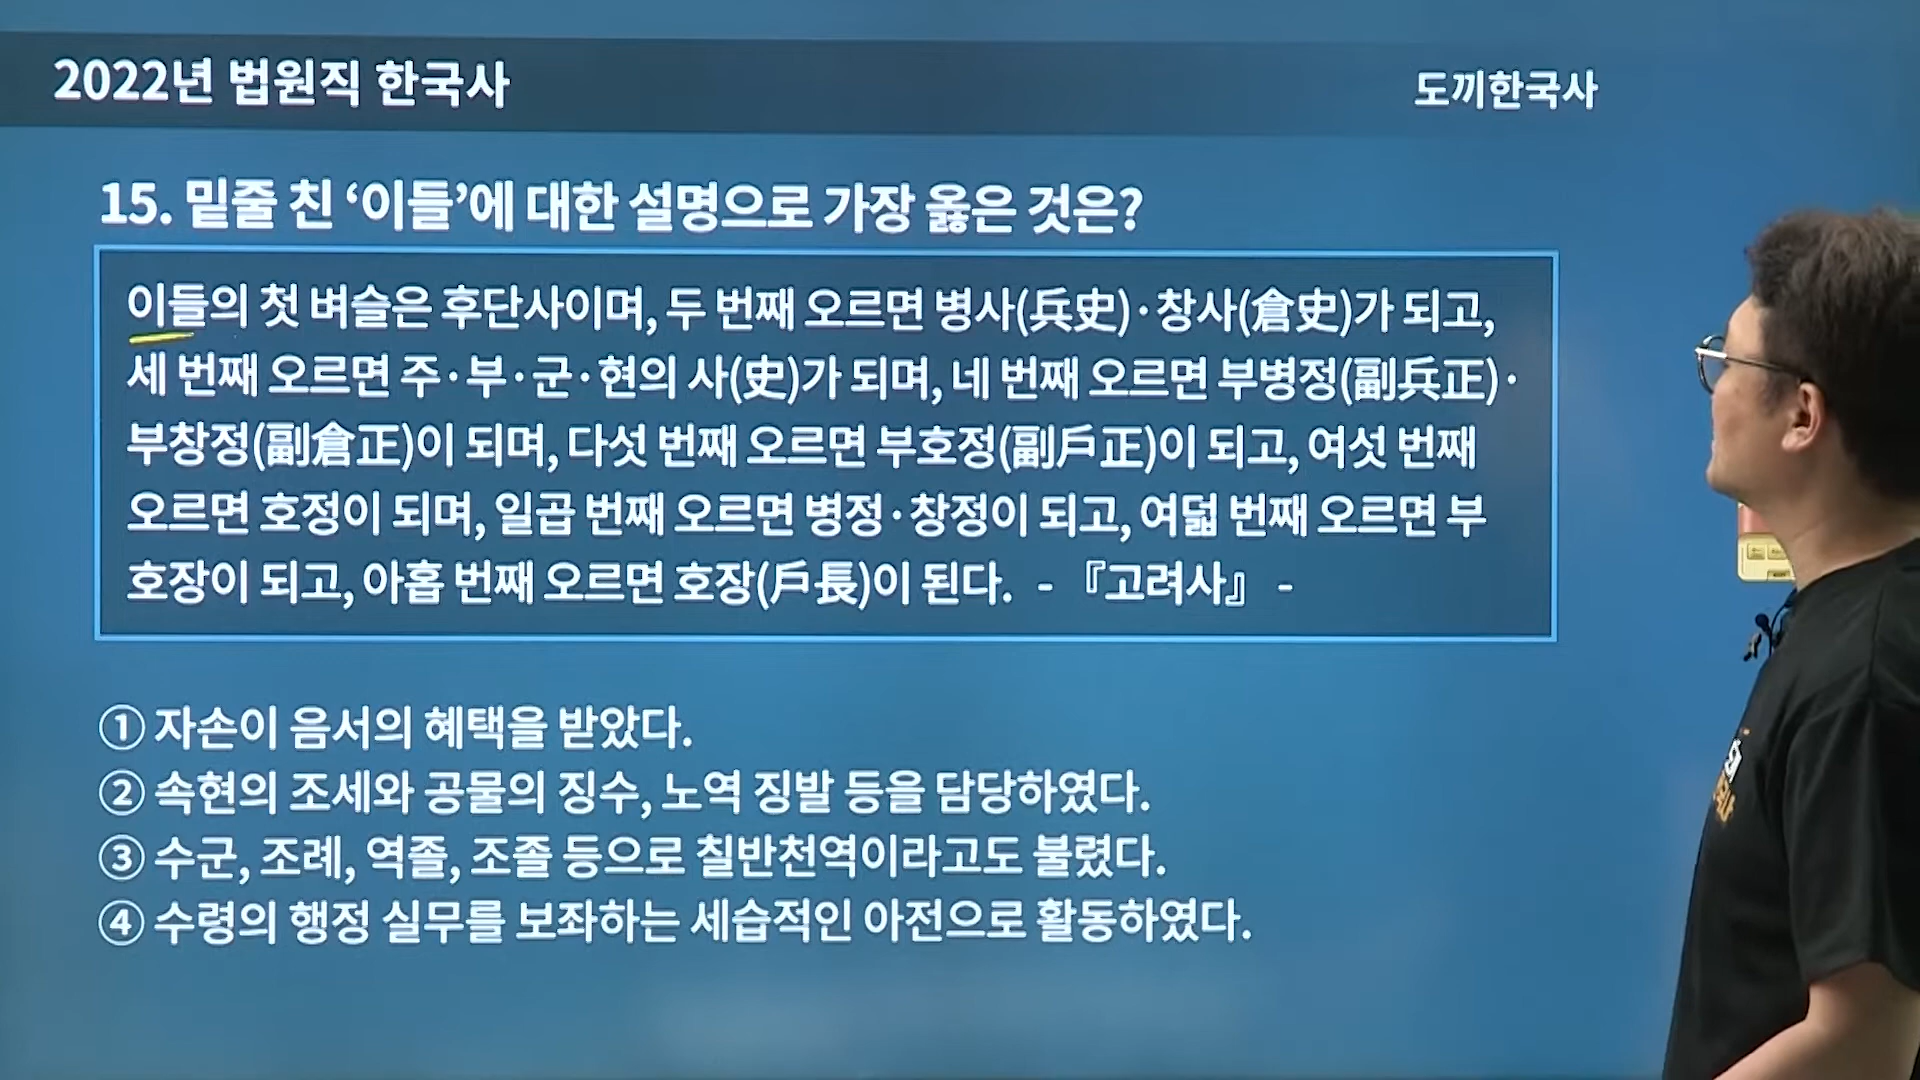 2022년 법원직 한국사
도끼한국사
15. 밑줄 친 ‘이들’에 대한 설명으로 가장 옳은 것은?
이들의 첫 벼슬은 후단사이며, 두 번째 오르면 병사(兵史)·창사(倉史)가 되고,
세 번째 오르면 주·부·군·현의 사(史)가 되며, 네 번째 오르면 부병정(副兵正)·
부창정(副倉正)이 되며, 다섯 번째 오르면 부호정(副戶正)이 되고, 여섯 번째
오르면 호정이 되며, 일곱 번째 오르면 병정·창정이 되고, 여덟 번째 오르면 부
호장이 되고, 아홉 번째 오르면 호장(戶長)이 된다. - 『고려사』 -
① 자손이 음서의 혜택을 받았다.
② 속현의 조세와 공물의 징수, 노역 징발 등을 담당하였다.
③ 수군, 조례, 역졸, 조졸 등으로 칠반천역이라고도 불렸다.
④ 수령의 행정 실무를 보좌하는 세습적인 아전으로 활동하였다.